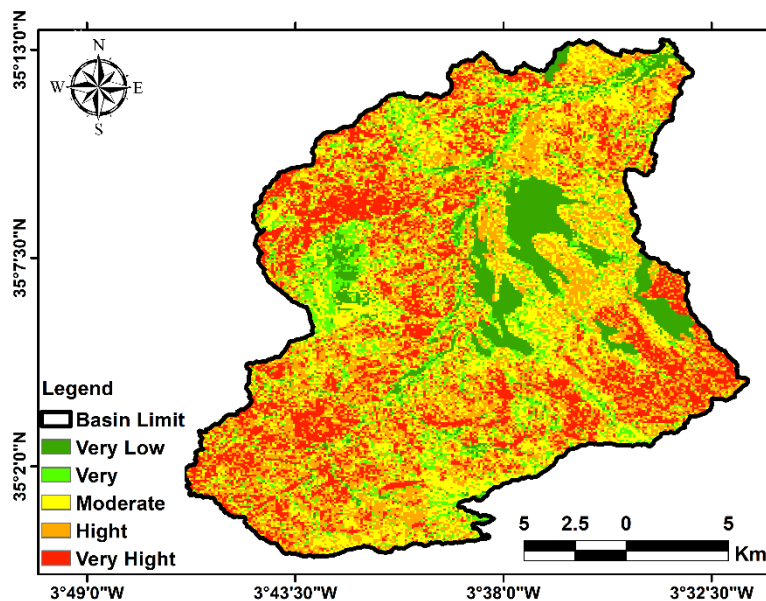 35°13'0"N
N
W E
S
35°7'30"N
Legend
Basin Limit
Very Low
Very
Moderate
Hight
Very Hight
35°2'0"N
5 2.5 0 5
Km
3°49'0"W 3°43'30"W 3°38'0"W 3°32'30"W